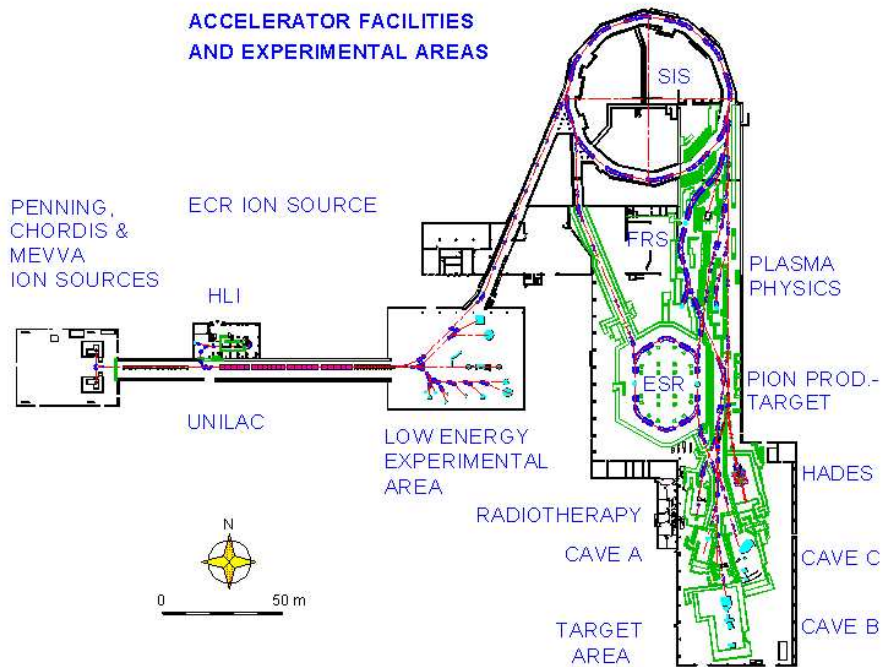 ACCELERATOR FACILITIES
AND EXPERIMENTAL AREAS
SIS
PENNING,
CHORDIS &
MEVVA
ION SOURCES
ECR ION SOURCE
HLI
FRS
PLASMA
PHYSICS
UNILAC
ESR
PION PROD.-
TARGET
LOW ENERGY
EXPERIMENTAL
AREA
HADES
RADIOTHERAPY
CAVE A
CAVE C
N
0 50 m
TARGET
AREA
CAVE B